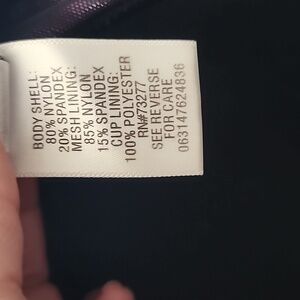 BODY SHELL:
80% NYLON
20% SPANDEX
MESH LINING:
85% NYLON
15% SPANDEX
CUP LINING:
100% POLYESTER
RN#73277
SEE REVERSE
FOR CARE
063147624836